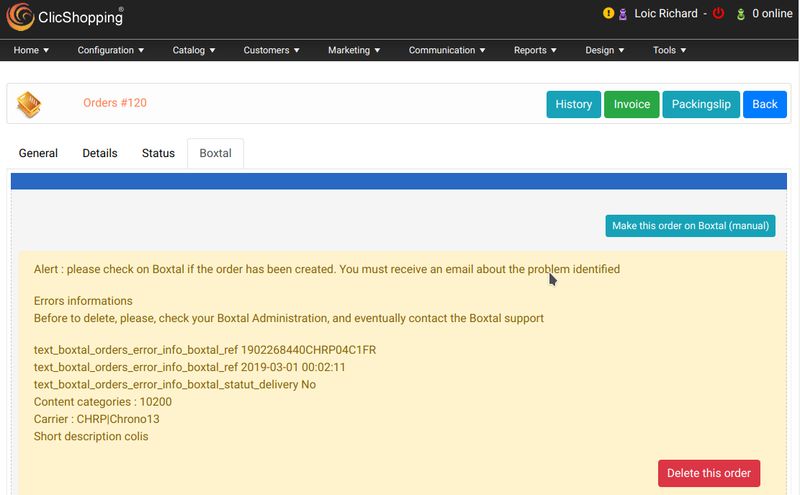 ClicShopping®
Loic Richard - 0 online
Home Configuration Catalog Customers Marketing Communication Reports Design Tools
Orders #120
History Invoice Packingslip Back
General Details Status Boxtal
Make this order on Boxtal (manual)
Alert : please check on Boxtal if the order has been created. You must receive an email about the problem identified
Errors informations
Before to delete, please, check your Boxtal Administration, and eventually contact the Boxtal support
text_boxtal_orders_error_info_boxtal_ref 1902268440CHRP04C1FR
text_boxtal_orders_error_info_boxtal_ref 2019-03-01 00:02:11
text_boxtal_orders_error_info_boxtal_statut_delivery No
Content categories : 10200
Carrier : CHRP|Chrono13
Short description colis
Delete this order